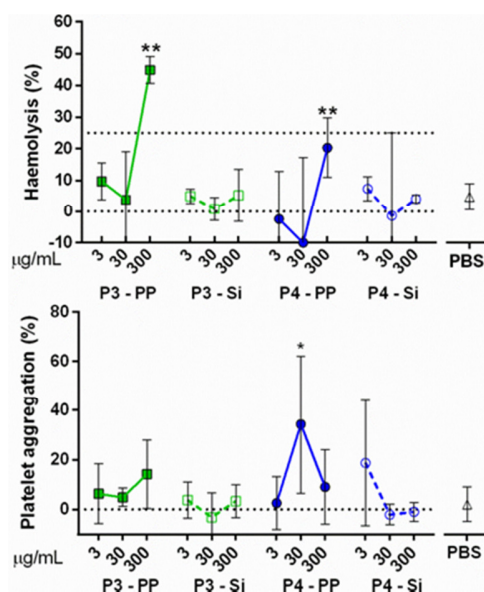 Haemolysis (%)
60
50
40
30
20
10
0
-10
**
**
µg/mL
3 30 300 3 30 300 3 30 300 3 30 300
PBS
P3 - PP P3 - Si P4 - PP P4 - Si
Platelet aggregation (%)
80
60
40
20
0
*
µg/mL
3 30 300 3 30 300 3 30 300 3 30 300
PBS
P3 - PP P3 - Si P4 - PP P4 - Si